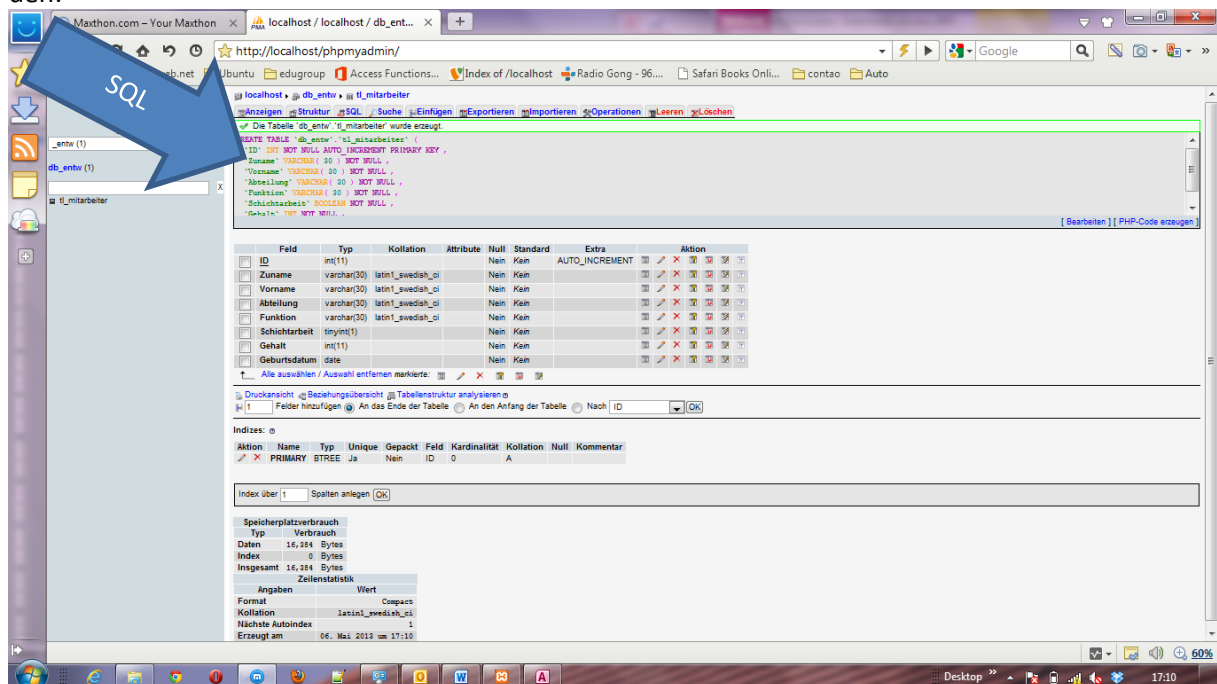 den.
Maxthon.com – Your Maxthon
localhost / localhost / db_ent...
http://localhost/phpmyadmin/
Google
Ubuntu edugroup Access Functions... Index of /localhost Radio Gong - 96.... Safari Books Onli... contao Auto
SQL
_entw (1)
db_entw (1)
X
tl_mitarbeiter
localhost ▸ db_entw ▸ tl_mitarbeiter
Anzeigen Struktur SQL Suche Einfügen Exportieren Importieren Operationen Leeren Löschen
Die Tabelle `db_entw`.`tl_mitarbeiter` wurde erzeugt.
CREATE TABLE `db_entw`.`tl_mitarbeiter` (
`ID` INT NOT NULL AUTO_INCREMENT PRIMARY KEY ,
`Zuname` VARCHAR( 30 ) NOT NULL ,
`Vorname` VARCHAR( 30 ) NOT NULL ,
`Abteilung` VARCHAR( 30 ) NOT NULL ,
`Funktion` VARCHAR( 30 ) NOT NULL ,
`Schichtarbeit` BOOLEAN NOT NULL ,
`Gehalt` INT NOT NULL ,
[ Bearbeiten ] [ PHP-Code erzeugen ]
Feld Typ Kollation Attribute Null Standard Extra Aktion
ID int(11) Nein Kein AUTO_INCREMENT
Zuname varchar(30) latin1_swedish_ci Nein Kein
Vorname varchar(30) latin1_swedish_ci Nein Kein
Abteilung varchar(30) latin1_swedish_ci Nein Kein
Funktion varchar(30) latin1_swedish_ci Nein Kein
Schichtarbeit tinyint(1) Nein Kein
Gehalt int(11) Nein Kein
Geburtsdatum date Nein Kein
Alle auswählen / Auswahl entfernen markierte:
Druckansicht Beziehungsübersicht Tabellenstruktur analysieren
1 Felder hinzufügen An das Ende der Tabelle An den Anfang der Tabelle Nach ID OK
Indizes:
Aktion Name Typ Unique Gepackt Feld Kardinalität Kollation Null Kommentar
PRIMARY BTREE Ja Nein ID 0 A
Index über 1 Spalten anlegen OK
Speicherplatzverbrauch
Typ Verbrauch
Daten 16,384 Bytes
Index 0 Bytes
Insgesamt 16,384 Bytes
Zeilenstatistik
Angaben Wert
Format Compact
Kollation latin1_swedish_ci
Nächste Autoindex 1
Erzeugt am 06. Mai 2013 um 17:10
60%
Desktop 17:10